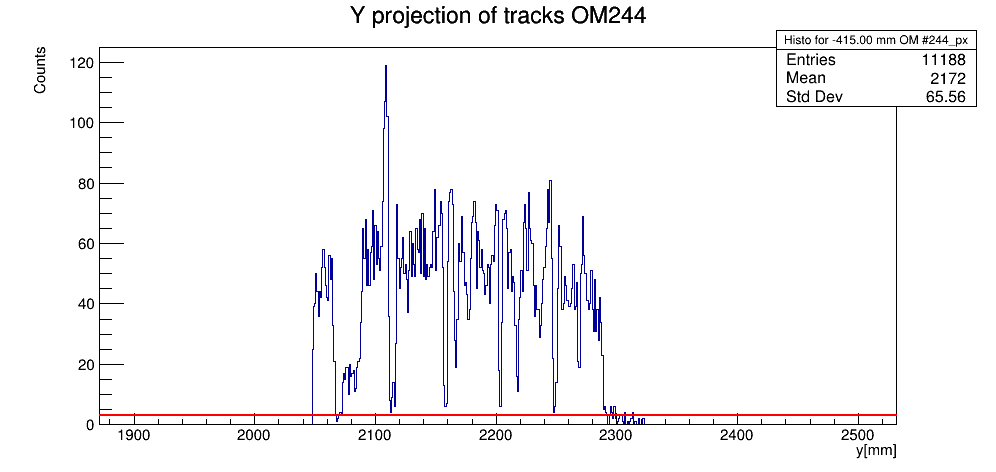 Y projection of tracks OM244
Histo for -415.00 mm OM #244_px
Entries 11188
Mean 2172
Std Dev 65.56
Counts
120
100
80
60
40
20
0
1900 2000 2100 2200 2300 2400 2500
y[mm]